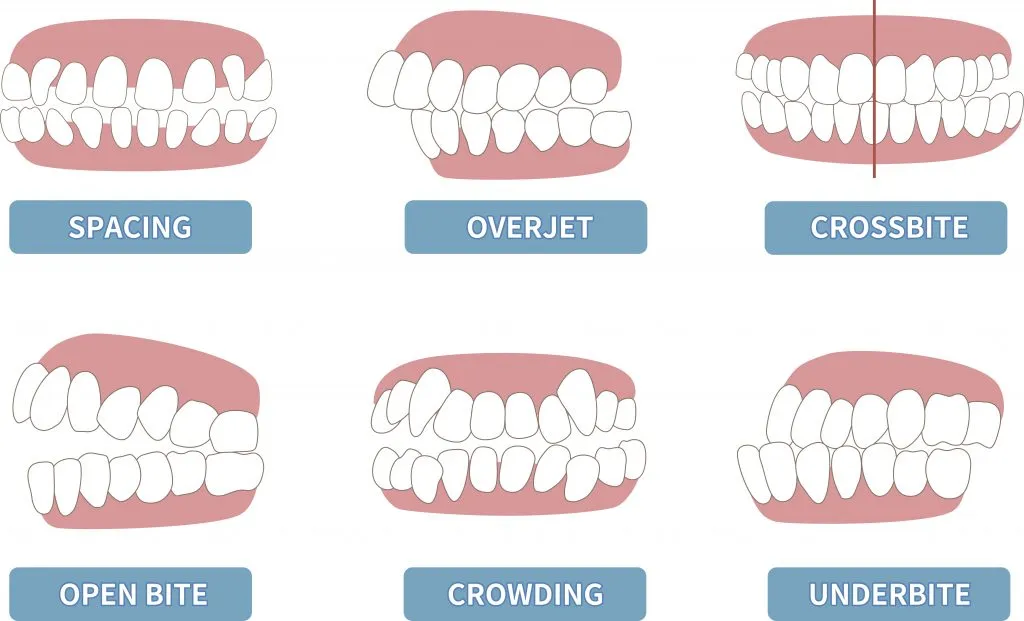 SPACING
OVERJET
CROSSBITE
OPEN BITE
CROWDING
UNDERBITE